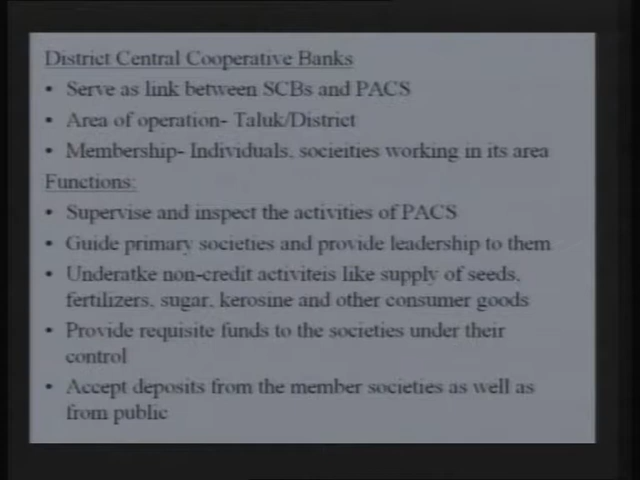 District Central Cooperative Banks
• Serve as link between SCBs and PACS
• Area of operation- Taluk/District
• Membership- Individuals, socieities working in its area
Functions:
• Supervise and inspect the activities of PACS
• Guide primary societies and provide leadership to them
• Underatke non-credit activiteis like supply of seeds,
fertilizers, sugar, kerosine and other consumer goods
• Provide requisite funds to the societies under their
control
• Accept deposits from the member societies as well as
from public